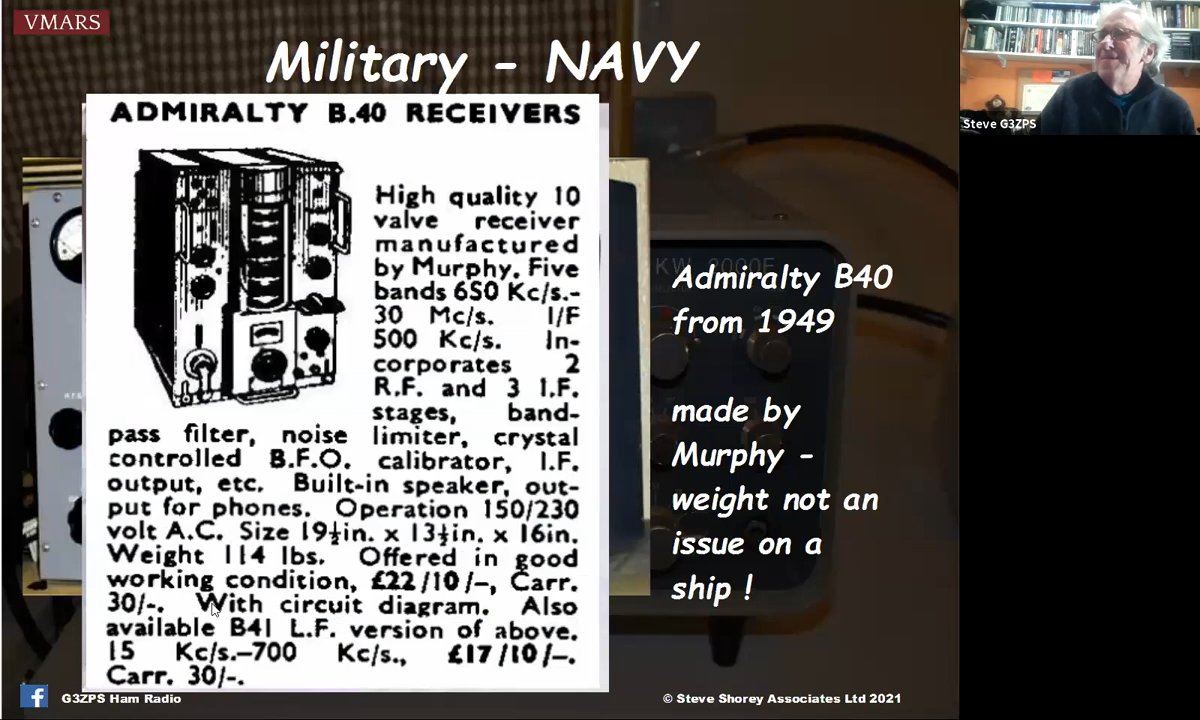 VMARS
Military - NAVY
ADMIRALTY B.40 RECEIVERS
High quality 10
valve receiver
manufactured
by Murphy. Five
bands 650 Kc/s.-
30 Mc/s. I/F
500 Kc/s. In-
corporates 2
R.F. and 3 I.F.
stages, band-
pass filter, noise limiter, crystal
controlled B.F.O. calibrator, I.F.
output, etc. Built-in speaker, out-
put for phones. Operation 150/230
volt A.C. Size 19½in. x 13½in. x 16in.
Weight 114 lbs. Offered in good
working condition, £22/10/-, Carr.
30/-. With circuit diagram. Also
available B41 L.F. version of above.
15 Kc/s.–700 Kc/s., £17/10/-.
Carr. 30/-.
KW 2000E
Admiralty B40
from 1949
made by
Murphy -
weight not an
issue on a
ship !
G3ZPS Ham Radio
© Steve Shorey Associates Ltd 2021
Steve G3ZPS